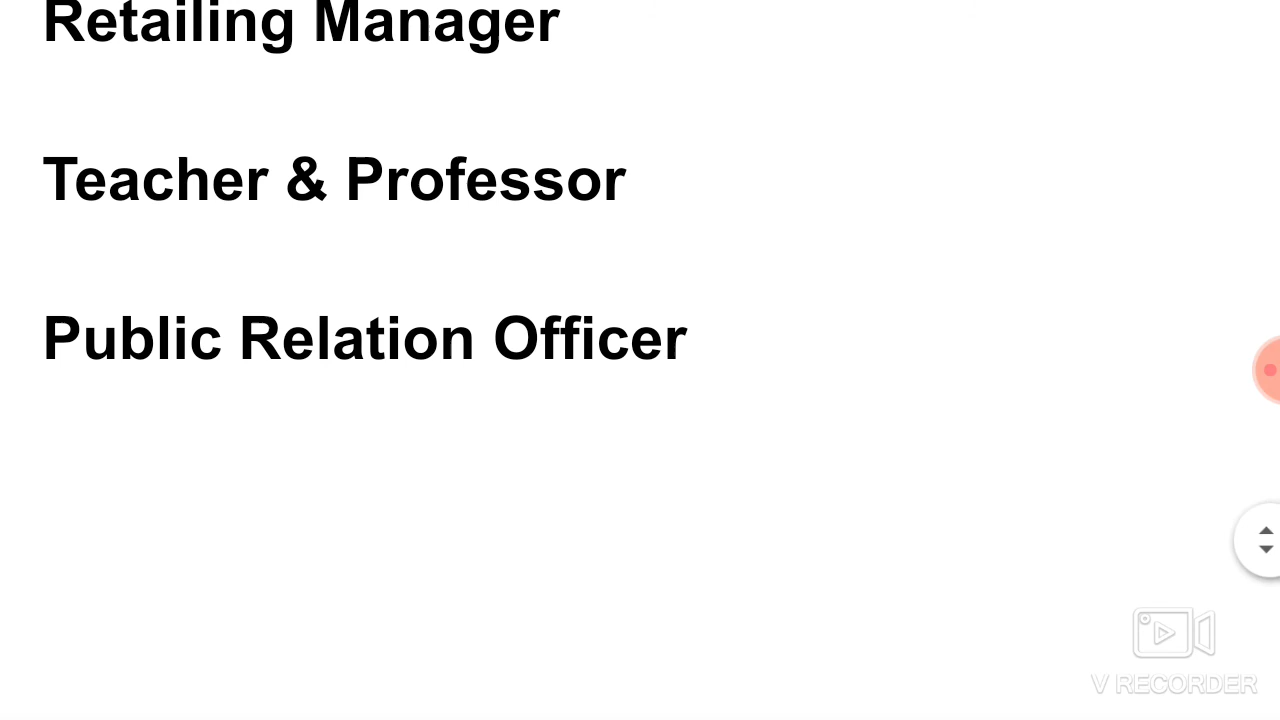 Retailing Manager
Teacher & Professor
Public Relation Officer
V RECORDER